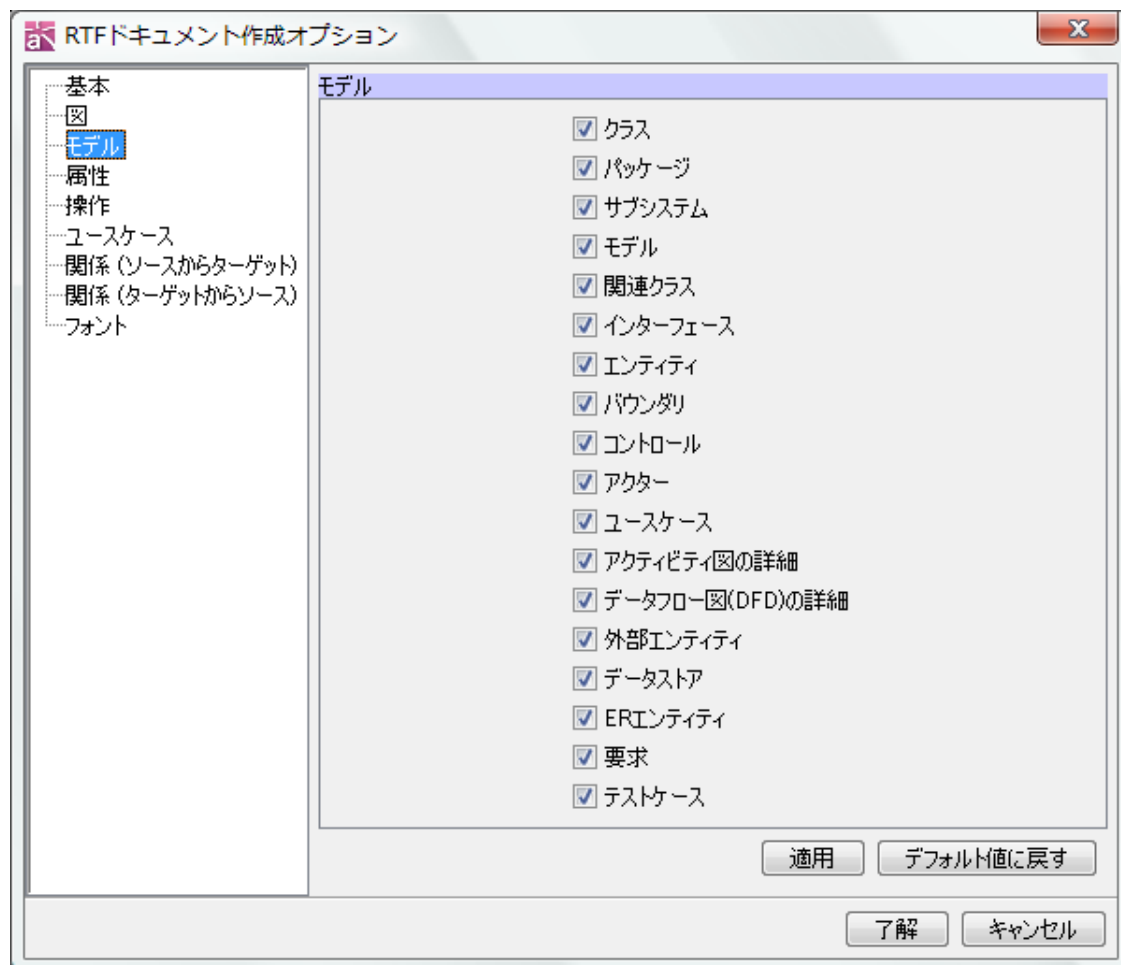 RTFドキュメント作成オプション
基本
図
モデル
属性
操作
ユースケース
関係 (ソースからターゲット)
関係 (ターゲットからソース)
フォント
モデル
クラス
パッケージ
サブシステム
モデル
関連クラス
インターフェース
エンティティ
バウンダリ
コントロール
アクター
ユースケース
アクティビティ図の詳細
データフロー図(DFD)の詳細
外部エンティティ
データストア
ERエンティティ
要求
テストケース
適用
デフォルト値に戻す
了解
キャンセル